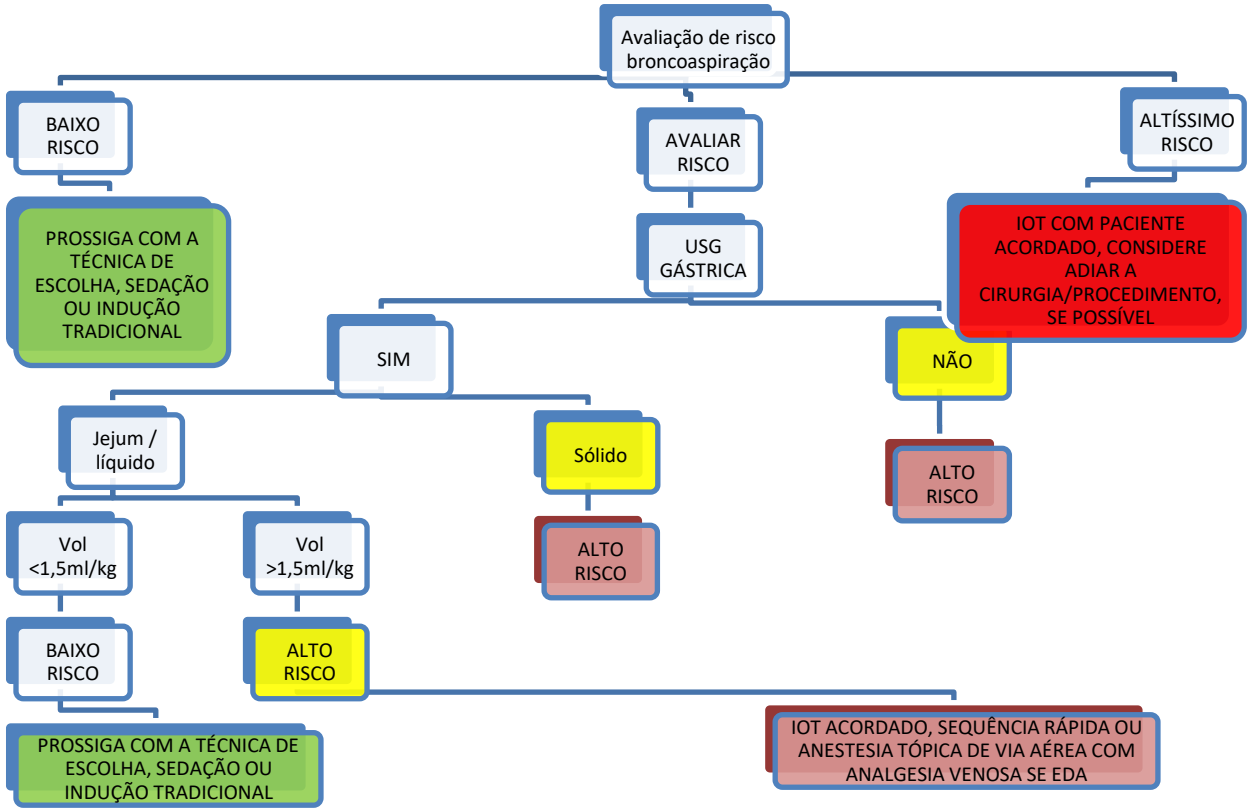 Avaliação de risco
broncoaspiração
BAIXO
RISCO
AVALIAR
RISCO
ALTÍSSIMO
RISCO
PROSSIGA COM A
TÉCNICA DE
ESCOLHA, SEDAÇÃO
OU INDUÇÃO
TRADICIONAL
USG
GÁSTRICA
IOT COM PACIENTE
ACORDADO, CONSIDERE
ADIAR A
CIRURGIA/PROCEDIMENTO,
SE POSSÍVEL
SIM
NÃO
Jejum /
líquido
Sólido
ALTO
RISCO
Vol
<1,5ml/kg
Vol
>1,5ml/kg
ALTO
RISCO
BAIXO
RISCO
ALTO
RISCO
PROSSIGA COM A TÉCNICA DE
ESCOLHA, SEDAÇÃO OU
INDUÇÃO TRADICIONAL
IOT ACORDADO, SEQUÊNCIA RÁPIDA OU
ANESTESIA TÓPICA DE VIA AÉREA COM
ANALGESIA VENOSA SE EDA